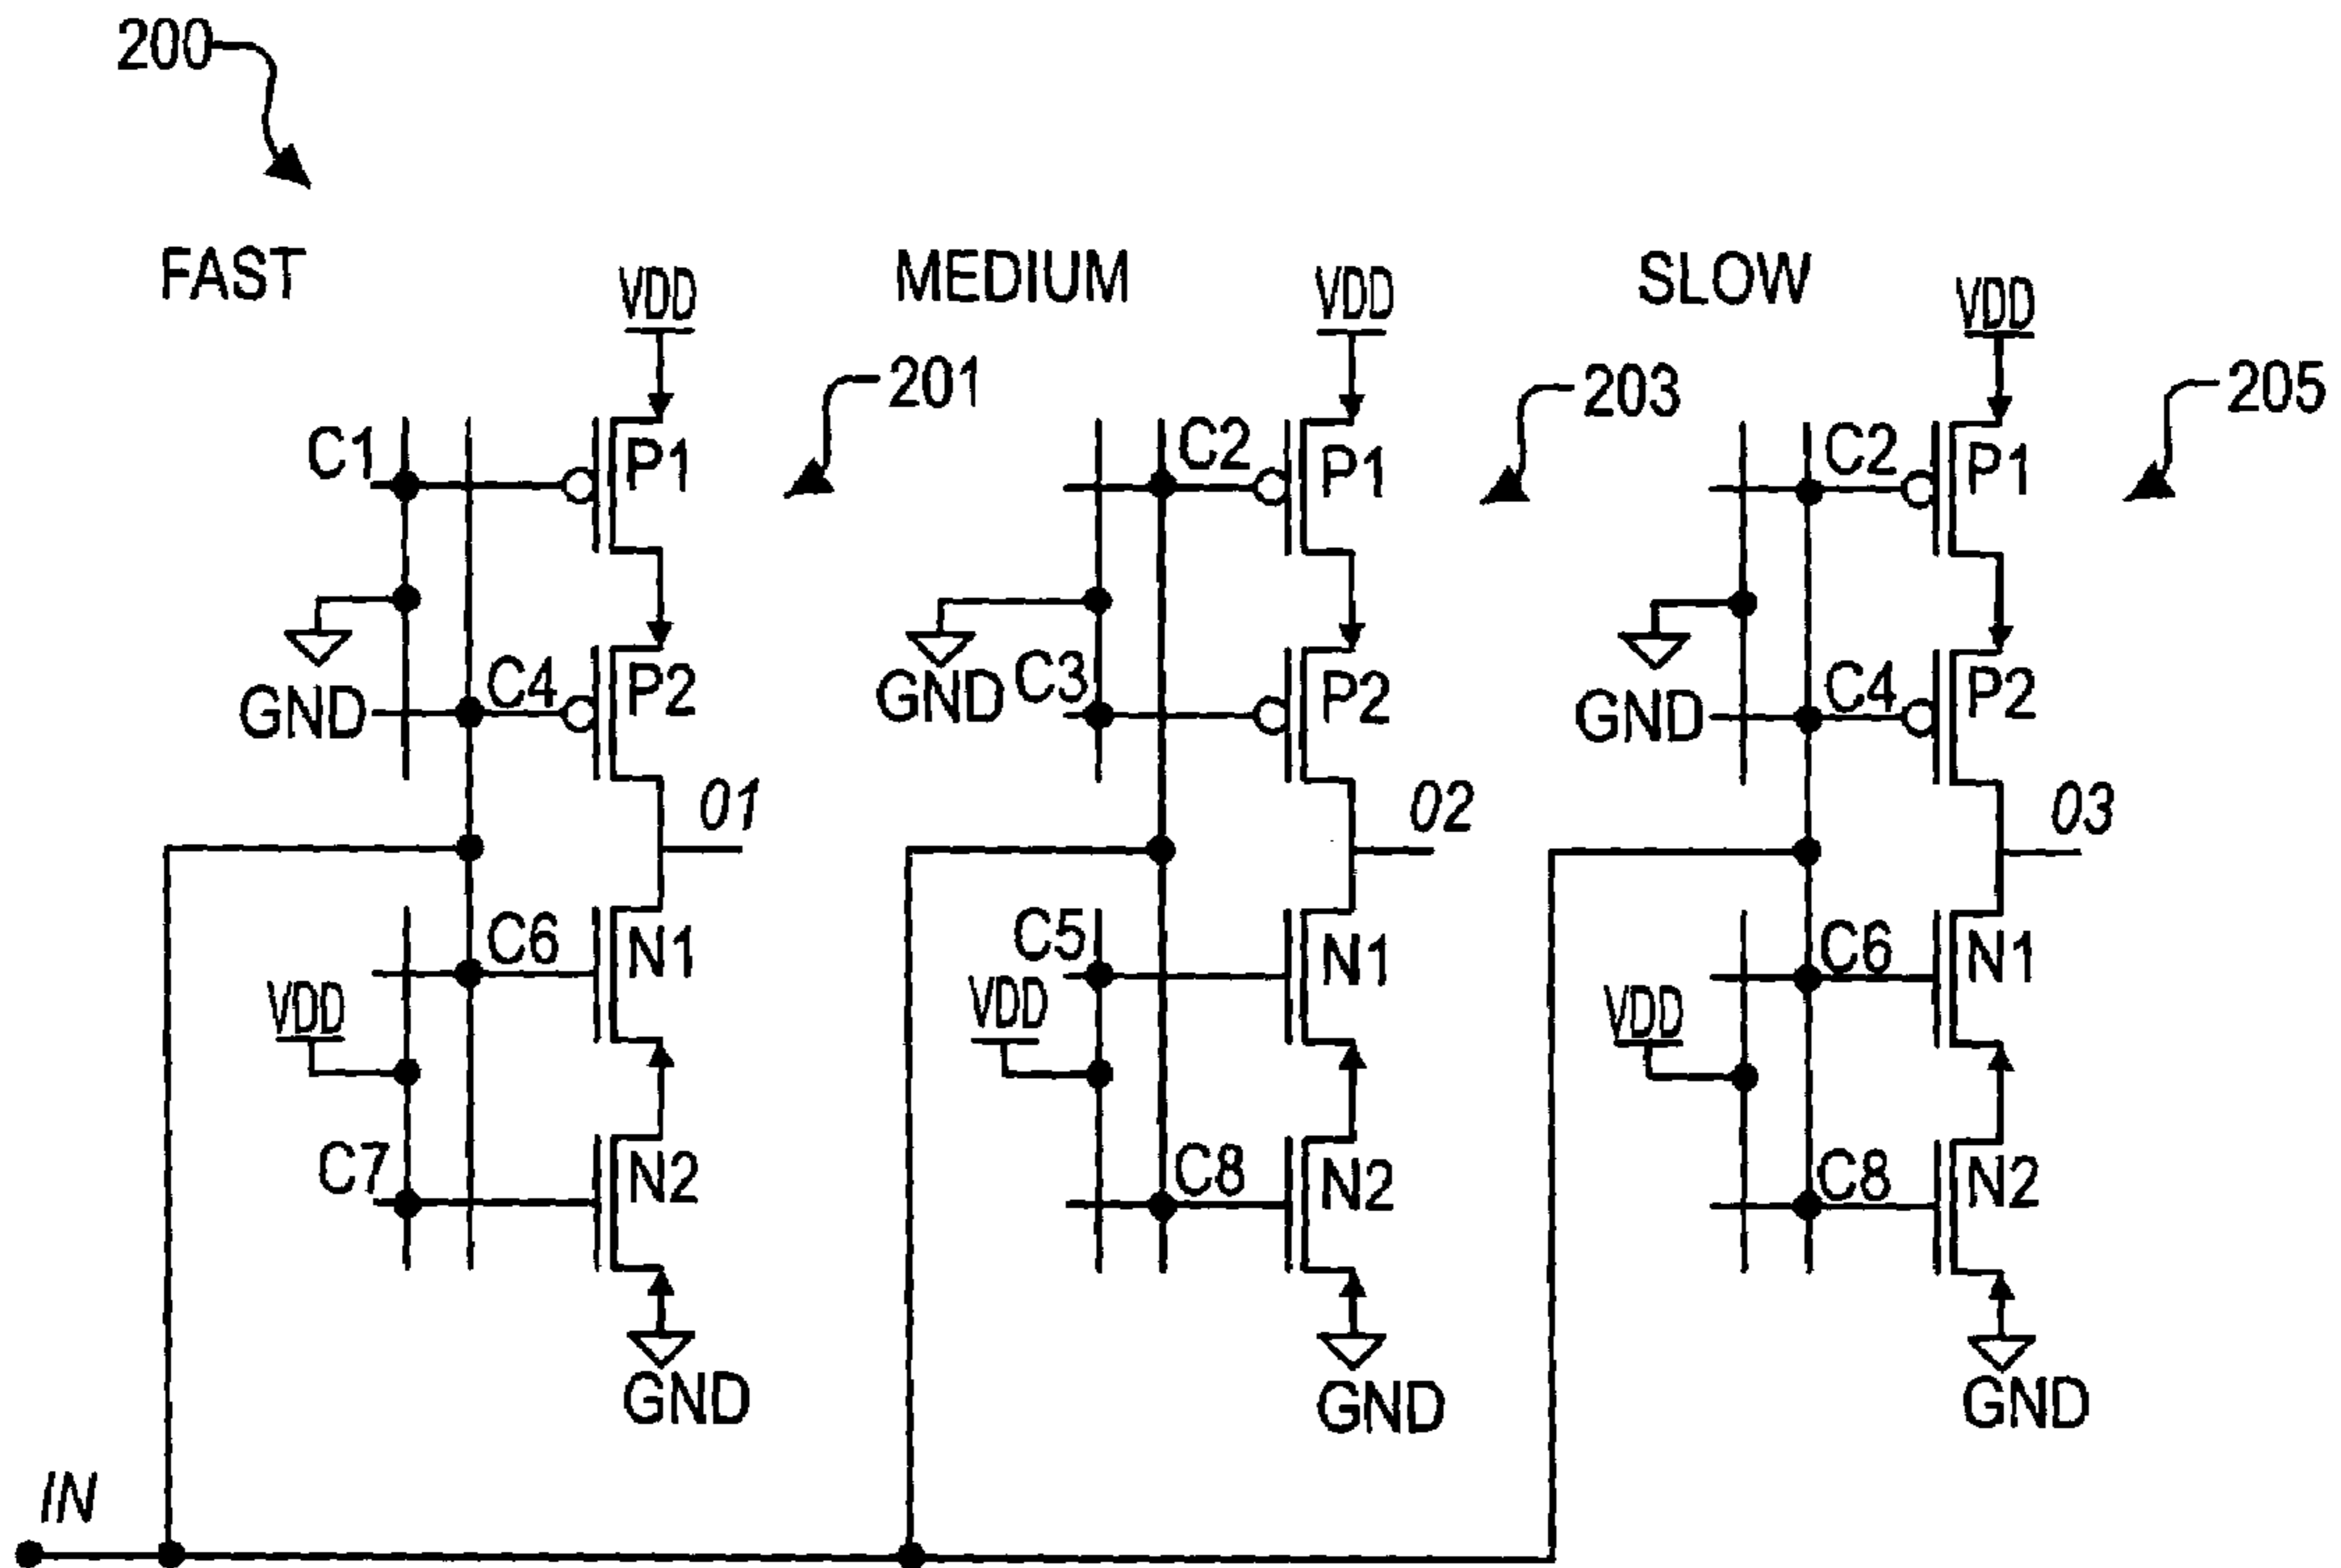 200
FAST
MEDIUM
SLOW
VDD
VDD
VDD
201
203
205
C1
P1
C2
P1
C2
P1
GND
C4
P2
GND
C3
P2
GND
C4
P2
01
02
03
C6
N1
C5
N1
C6
N1
VDD
VDD
VDD
C7
N2
C8
N2
C8
N2
GND
GND
GND
IN